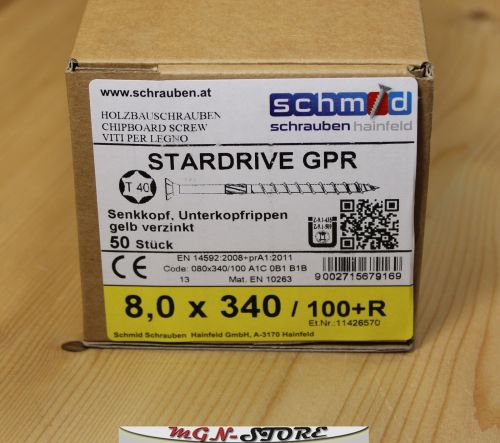 www.schrauben.at
HOLZBAUSCHRAUBEN
CHIPBOARD SCREW
VITI PER LEGNO
schmid
schrauben hainfeld
STARDRIVE GPR
T 40
Senkkopf, Unterkopfrippen
gelb verzinkt
50 Stück
EN 14592:2008+prA1:2011
Code: 080x340/100 A1C 0B1 B1B
13 Mat. EN 10263
CE
9002715679169
8,0 x 340 / 100+R
Et.Nr.:11426570
Schmid Schrauben Hainfeld GmbH, A-3170 Hainfeld
MGN-STORE